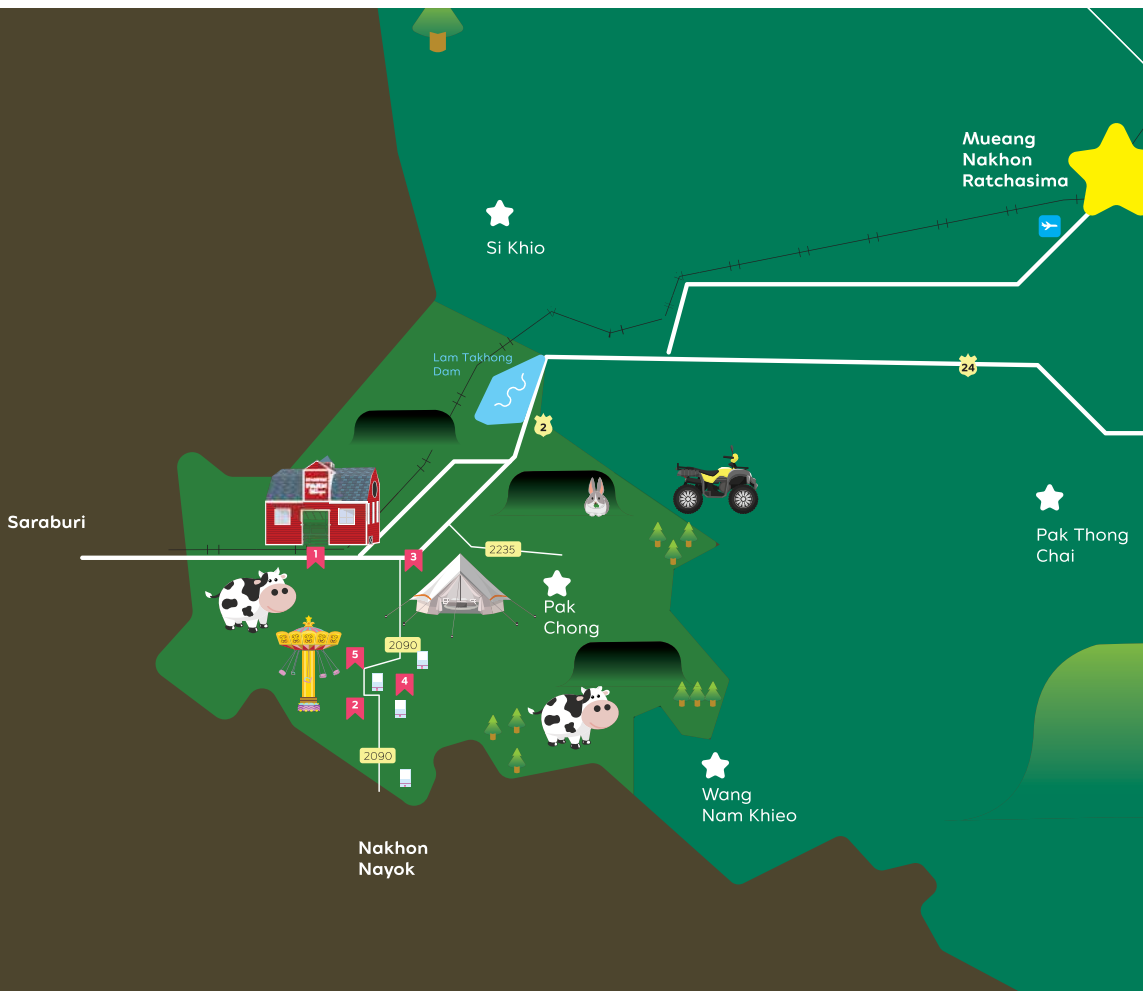 Mueang
Nakhon
Ratchasima
Si Khio
Lam Takhong
Dam
24
2
FARM
Saraburi
Pak Thong
Chai
1
3
2235
Pak
Chong
2090
5
4
2
2090
Wang
Nam Khieo
Nakhon
Nayok